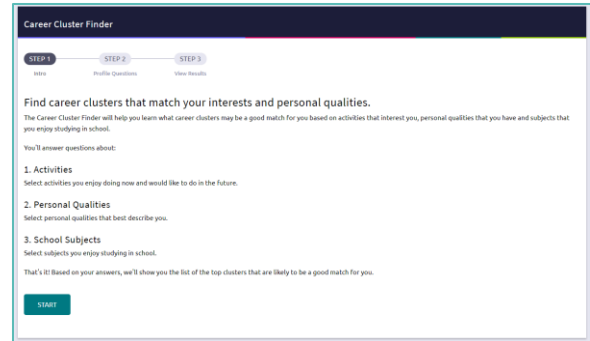 Career Cluster Finder
STEP 1 STEP 2 STEP 3
Intro Profile Questions View Results
Find career clusters that match your interests and personal qualities.
The Career Cluster Finder will help you learn what career clusters may be a good match for you based on activities that interest you, personal qualities that you have and subjects that
you enjoy studying in school.
You'll answer questions about:
1. Activities
Select activities you enjoy doing now and would like to do in the future.
2. Personal Qualities
Select personal qualities that best describe you.
3. School Subjects
Select subjects you enjoy studying in school.
That's it! Based on your answers, we'll show you the list of the top clusters that are likely to be a good match for you.
START